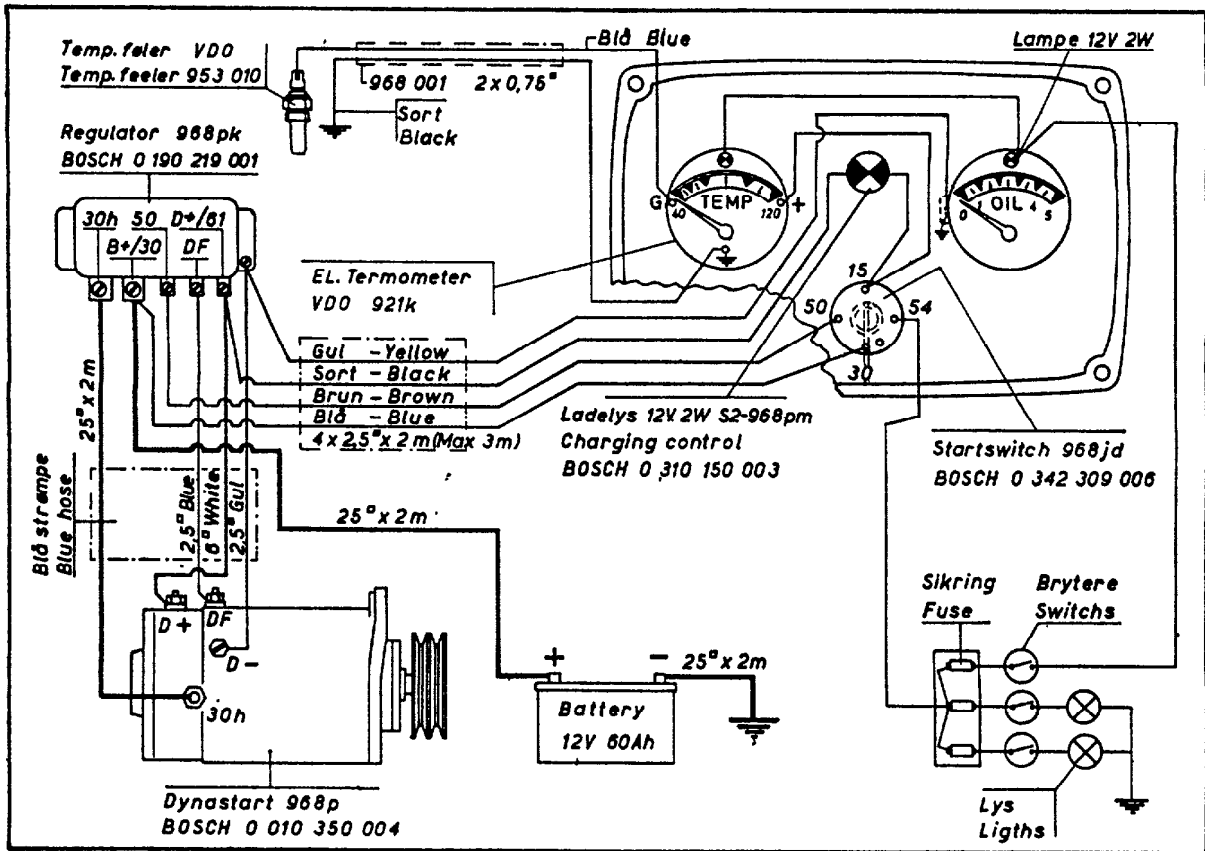 Temp. føler VDO
Temp. feeler 953 010
968 001 2 x 0,75▫
Sort
Black
Blå Blue
Lampe 12V 2W
Regulator 968pk
BOSCH 0 190 219 001
30h 50 D+/61
B+/30 DF
G 40 TEMP 120 +
0 1 OIL 4 5
EL. Termometer
VDO 921k
15
50 54
30
Gul - Yellow
Sort - Black
Brun - Brown
Blå - Blue
4 x 2,5▫ x 2m (Max 3m)
Ladelys 12V 2W S2-968pm
Charging control
BOSCH 0 310 150 003
Startswitch 968jd
BOSCH 0 342 309 006
25▫ x 2m
Blå strømpe
Blue hose
2,5▫ Blue
6▫ White
2,5▫ Gul
25▫ x 2m
D+ DF
D-
30h
+ - 25▫ x 2m
Battery
12V 60Ah
Sikring
Fuse
Brytere
Switchs
Dynastart 968p
BOSCH 0 010 350 004
Lys
Ligths